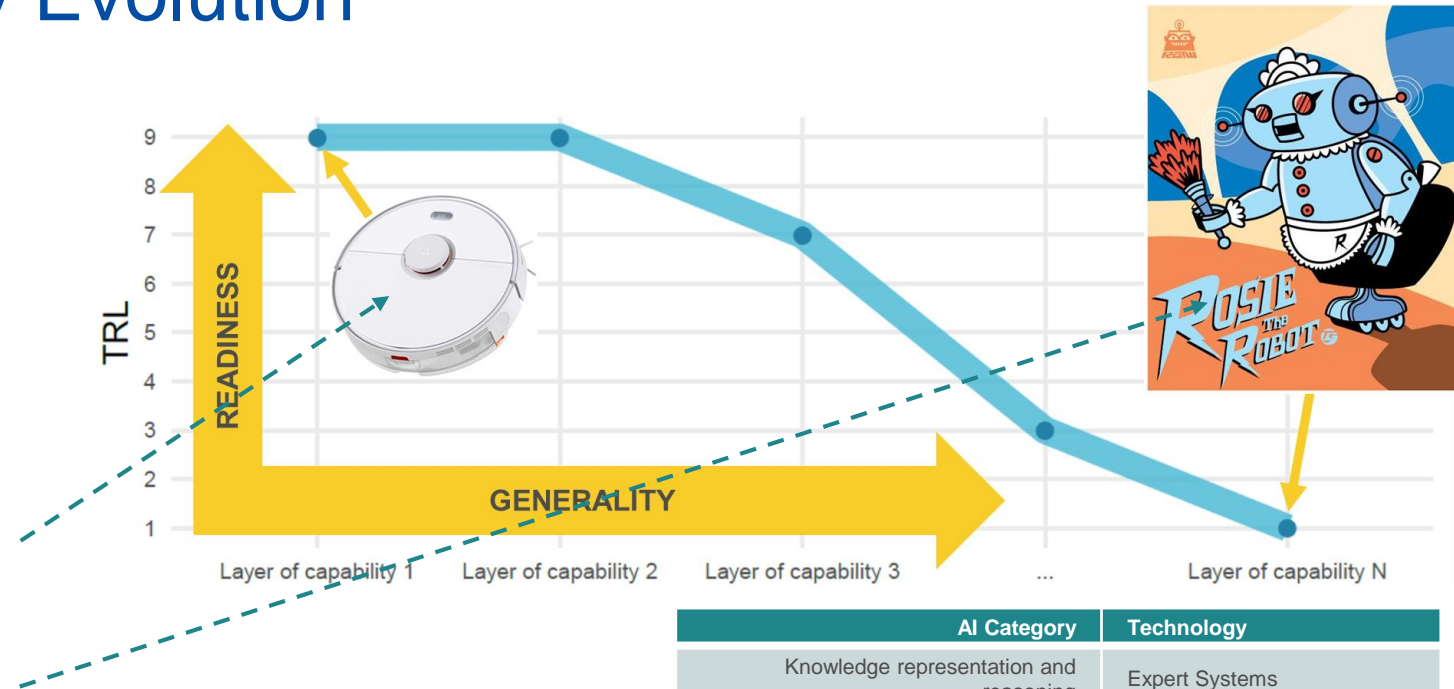 Evolution
9
8
7
6
5
4
3
2
1
TRL
READINESS
GENERALITY
R
ROSIE
THE
ROBOT
Layer of capability 1
Layer of capability 2
Layer of capability 3
...
Layer of capability N
AI Category
Technology
Knowledge representation and
reasoning
Expert Systems